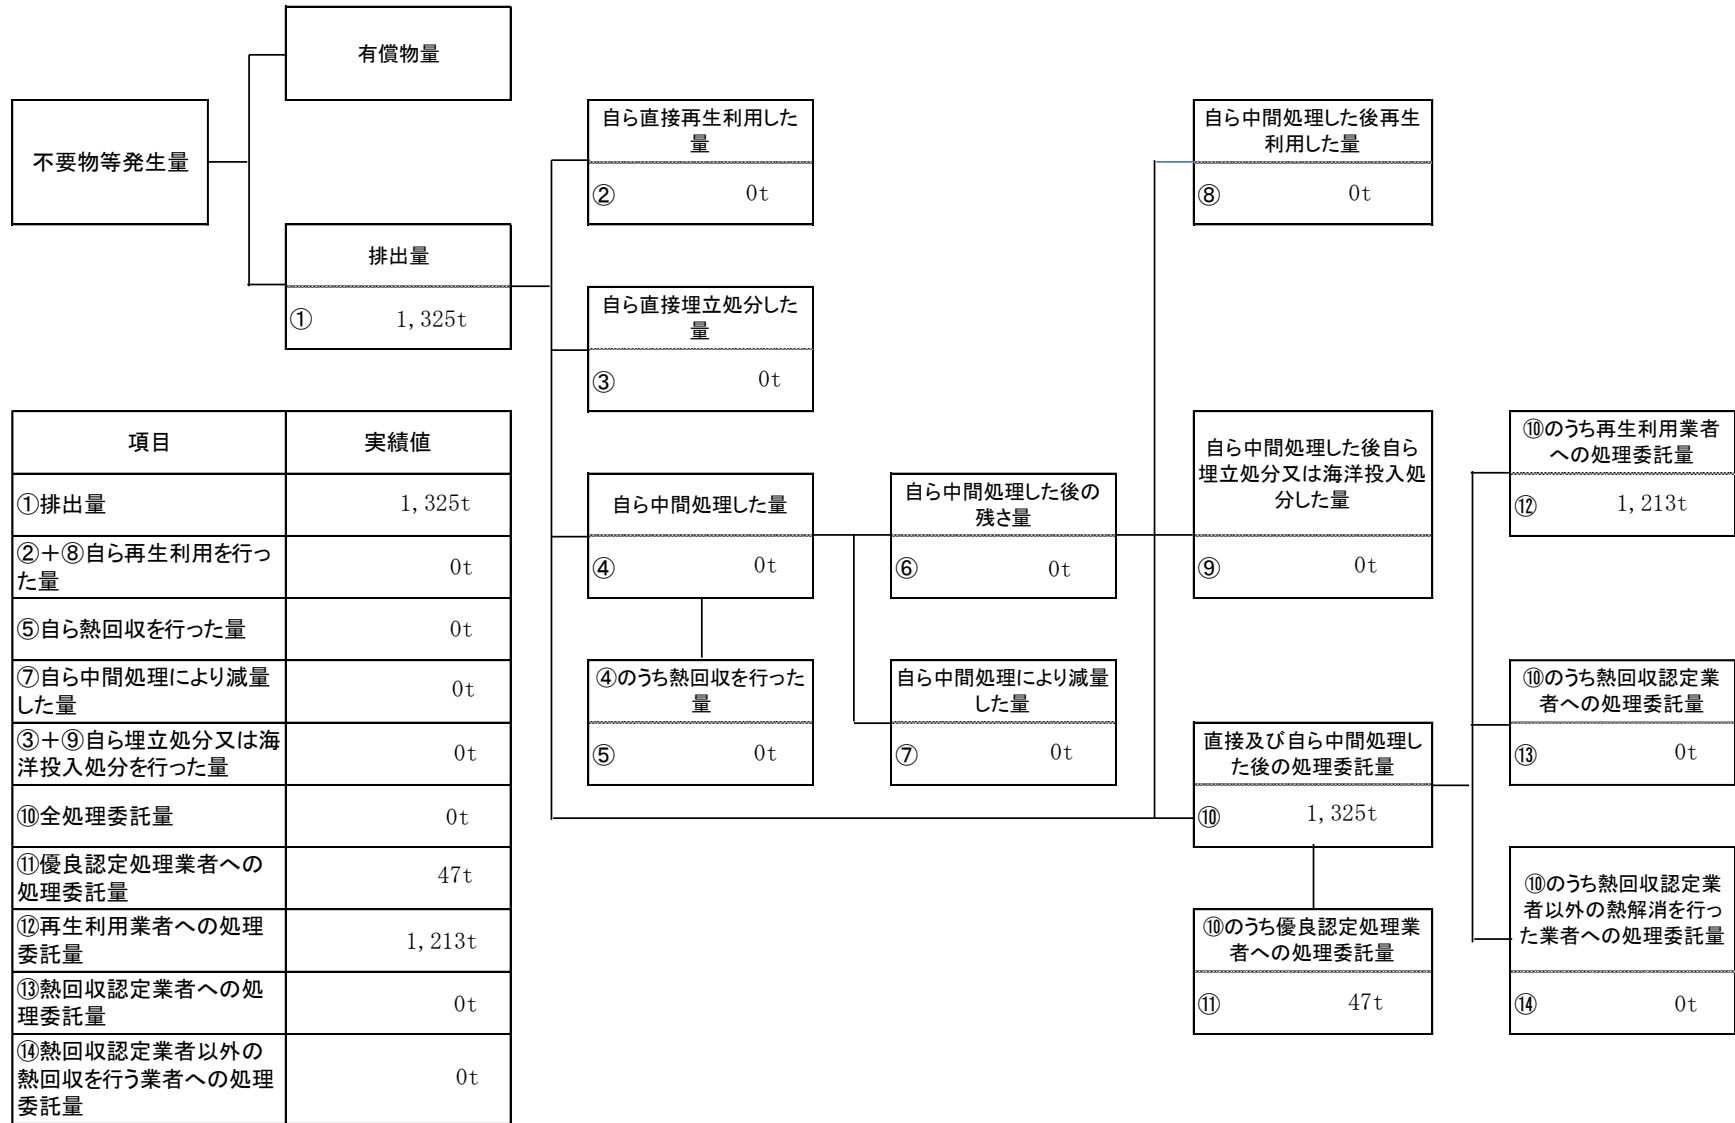 有償物量
不要物等発生量
排出量
① 1,325t
自ら直接再生利用した
量
② 0t
自ら直接埋立処分した
量
③ 0t
自ら中間処理した後再生
利用した量
⑧ 0t
項目 実績値
①排出量 1,325t
②+⑧自ら再生利用を行っ
た量 0t
⑤自ら熱回収を行った量 0t
⑦自ら中間処理により減量
した量 0t
③+⑨自ら埋立処分又は海
洋投入処分を行った量 0t
⑩全処理委託量 0t
⑪優良認定処理業者への
処理委託量 47t
⑫再生利用業者への処理
委託量 1,213t
⑬熱回収認定業者への処
理委託量 0t
⑭熱回収認定業者以外の
熱回収を行う業者への処理
委託量 0t
自ら中間処理した量
④ 0t
④のうち熱回収を行った
量
⑤ 0t
自ら中間処理した後の
残さ量
⑥ 0t
自ら中間処理により減量
した量
⑦ 0t
自ら中間処理した後自ら
埋立処分又は海洋投入処
分した量
⑨ 0t
直接及び自ら中間処理し
た後の処理委託量
⑩ 1,325t
⑩のうち優良認定処理業
者への処理委託量
⑪ 47t
⑩のうち再生利用業者
への処理委託量
⑫ 1,213t
⑩のうち熱回収認定業
者への処理委託量
⑬ 0t
⑩のうち熱回収認定業
者以外の熱解消を行っ
た業者への処理委託量
⑭ 0t